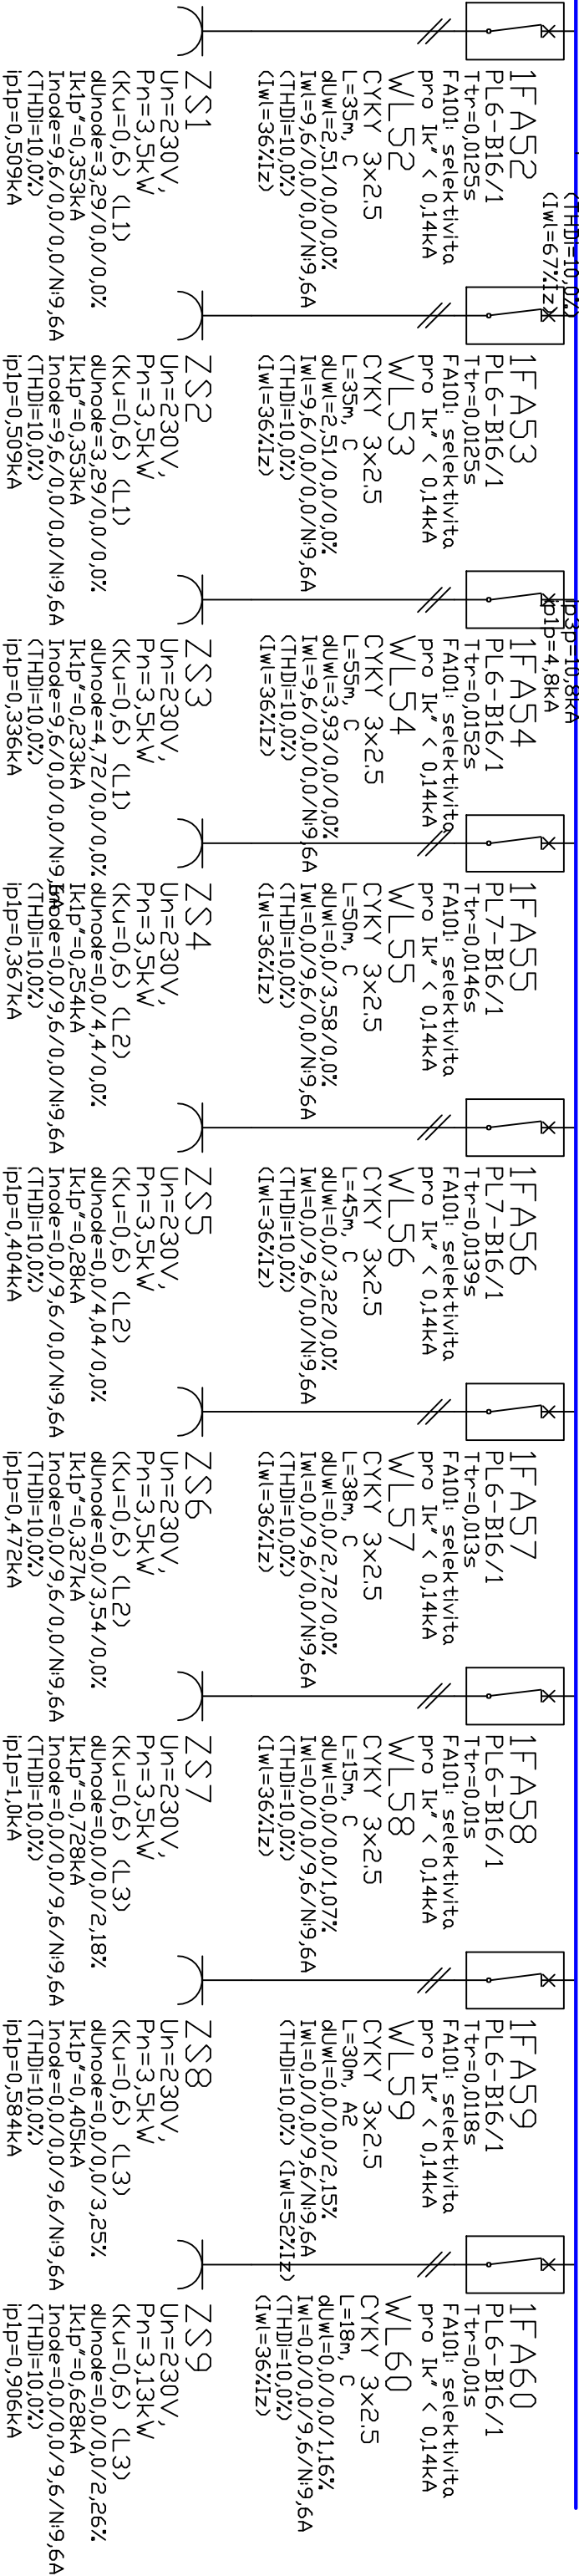 (THDi=10,0%)
(Iwl=67%Iz)
ip3p=10,8kA
ip1p=4,8kA
1FA52
PL6-B16/1
Ttr=0,0125s
FA101: selektivita
pro Ik" < 0,14kA
WL52
CYKY 3x2.5
L=35m, C
dUwl=2,51/0,0/0,0%
Iwl=9,6/0,0/0,0/N:9,6A
(THDi=10,0%)
(Iwl=36%Iz)
ZS1
Un=230V,
Pn=3,5kW
(Ku=0,6) (L1)
dUnode=3,29/0,0/0,0%
Ik1p"=0,353kA
Inode=9,6/0,0/0,0/N:9,6A
(THDi=10,0%)
ip1p=0,509kA
1FA53
PL6-B16/1
Ttr=0,0125s
FA101: selektivita
pro Ik" < 0,14kA
WL53
CYKY 3x2.5
L=35m, C
dUwl=2,51/0,0/0,0%
Iwl=9,6/0,0/0,0/N:9,6A
(THDi=10,0%)
(Iwl=36%Iz)
ZS2
Un=230V,
Pn=3,5kW
(Ku=0,6) (L1)
dUnode=3,29/0,0/0,0%
Ik1p"=0,353kA
Inode=9,6/0,0/0,0/N:9,6A
(THDi=10,0%)
ip1p=0,509kA
1FA54
PL6-B16/1
Ttr=0,0152s
FA101: selektivita
pro Ik" < 0,14kA
WL54
CYKY 3x2.5
L=55m, C
dUwl=3,93/0,0/0,0%
Iwl=9,6/0,0/0,0/N:9,6A
(THDi=10,0%)
(Iwl=36%Iz)
ZS3
Un=230V,
Pn=3,5kW
(Ku=0,6) (L1)
dUnode=4,72/0,0/0,0%
Ik1p"=0,233kA
Inode=9,6/0,0/0,0/N:9,6A
(THDi=10,0%)
ip1p=0,336kA
1FA55
PL7-B16/1
Ttr=0,0146s
FA101: selektivita
pro Ik" < 0,14kA
WL55
CYKY 3x2.5
L=50m, C
dUwl=0,0/3,58/0,0%
Iwl=0,0/9,6/0,0/N:9,6A
(THDi=10,0%)
(Iwl=36%Iz)
ZS4
Un=230V,
Pn=3,5kW
(Ku=0,6) (L2)
dUnode=0,0/4,4/0,0%
Ik1p"=0,254kA
Inode=0,0/9,6/0,0/N:9,6A
(THDi=10,0%)
ip1p=0,367kA
1FA56
PL7-B16/1
Ttr=0,0139s
FA101: selektivita
pro Ik" < 0,14kA
WL56
CYKY 3x2.5
L=45m, C
dUwl=0,0/3,22/0,0%
Iwl=0,0/9,6/0,0/N:9,6A
(THDi=10,0%)
(Iwl=36%Iz)
ZS5
Un=230V,
Pn=3,5kW
(Ku=0,6) (L2)
dUnode=0,0/4,04/0,0%
Ik1p"=0,28kA
Inode=0,0/9,6/0,0/N:9,6A
(THDi=10,0%)
ip1p=0,404kA
1FA57
PL6-B16/1
Ttr=0,013s
FA101: selektivita
pro Ik" < 0,14kA
WL57
CYKY 3x2.5
L=38m, C
dUwl=0,0/2,72/0,0%
Iwl=0,0/9,6/0,0/N:9,6A
(THDi=10,0%)
(Iwl=36%Iz)
ZS6
Un=230V,
Pn=3,5kW
(Ku=0,6) (L2)
dUnode=0,0/3,54/0,0%
Ik1p"=0,327kA
Inode=0,0/9,6/0,0/N:9,6A
(THDi=10,0%)
ip1p=0,472kA
1FA58
PL6-B16/1
Ttr=0,01s
FA101: selektivita
pro Ik" < 0,14kA
WL58
CYKY 3x2.5
L=15m, C
dUwl=0,0/0,0/1,07%
Iwl=0,0/0,0/9,6/N:9,6A
(THDi=10,0%)
(Iwl=36%Iz)
ZS7
Un=230V,
Pn=3,5kW
(Ku=0,6) (L3)
dUnode=0,0/0,0/2,18%
Ik1p"=0,728kA
Inode=0,0/0,0/9,6/N:9,6A
(THDi=10,0%)
ip1p=1,0kA
1FA59
PL6-B16/1
Ttr=0,0118s
FA101: selektivita
pro Ik" < 0,14kA
WL59
CYKY 3x2.5
L=30m, A2
dUwl=0,0/0,0/2,15%
Iwl=0,0/0,0/9,6/N:9,6A
(THDi=10,0%) (Iwl=52%Iz)
ZS8
Un=230V,
Pn=3,5kW
(Ku=0,6) (L3)
dUnode=0,0/0,0/3,25%
Ik1p"=0,405kA
Inode=0,0/0,0/9,6/N:9,6A
(THDi=10,0%)
ip1p=0,584kA
1FA60
PL6-B16/1
Ttr=0,01s
FA101: selektivita
pro Ik" < 0,14kA
WL60
CYKY 3x2.5
L=18m, C
dUwl=0,0/0,0/1,16%
Iwl=0,0/0,0/9,6/N:9,6A
(THDi=10,0%)
(Iwl=36%Iz)
ZS9
Un=230V,
Pn=3,13kW
(Ku=0,6) (L3)
dUnode=0,0/0,0/2,26%
Ik1p"=0,628kA
Inode=0,0/0,0/9,6/N:9,6A
(THDi=10,0%)
ip1p=0,906kA